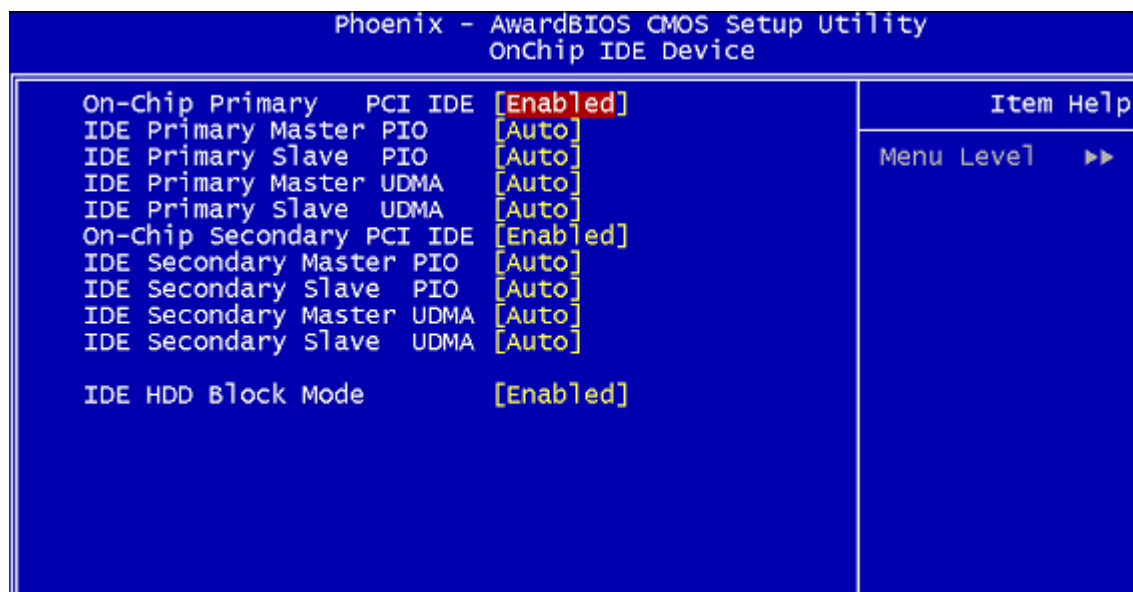 Phoenix - AwardBIOS CMOS Setup Utility
OnChip IDE Device
On-Chip Primary PCI IDE [Enabled]
IDE Primary Master PIO [Auto]
IDE Primary Slave PIO [Auto]
IDE Primary Master UDMA [Auto]
IDE Primary Slave UDMA [Auto]
On-Chip Secondary PCI IDE [Enabled]
IDE Secondary Master PIO [Auto]
IDE Secondary Slave PIO [Auto]
IDE Secondary Master UDMA [Auto]
IDE Secondary Slave UDMA [Auto]
IDE HDD Block Mode [Enabled]
Item Help
Menu Level ▶▶